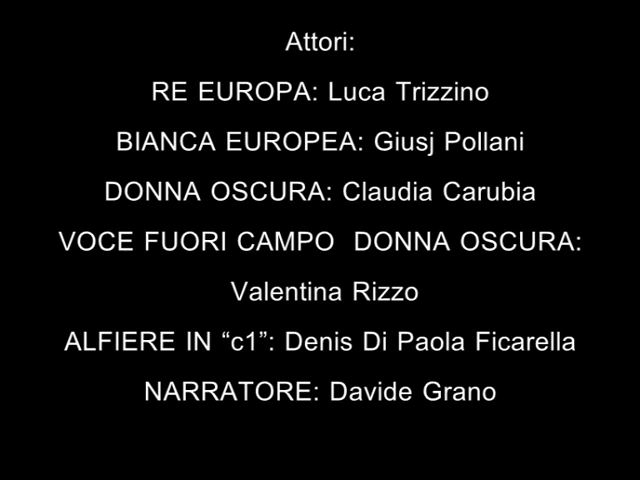 Attori:
RE EUROPA: Luca Trizzino
BIANCA EUROPEA: Giusj Pollani
DONNA OSCURA: Claudia Carubia
VOCE FUORI CAMPO  DONNA OSCURA:
Valentina Rizzo
ALFIERE IN “c1”: Denis Di Paola Ficarella
NARRATORE: Davide Grano